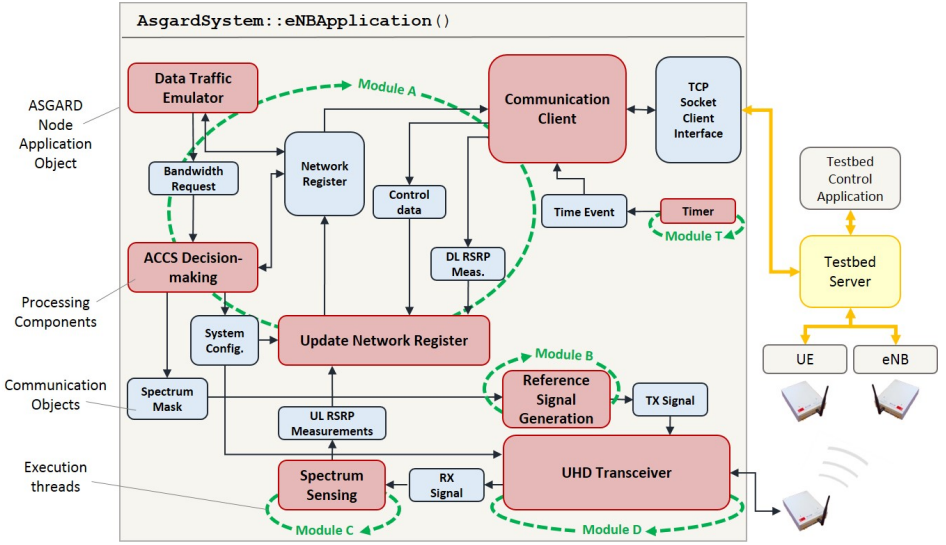 AsgardSystem::eNBApplication()
ASGARD
Node
Application
Object
Data Traffic
Emulator
Module A
Communication
Client
TCP
Socket
Client
Interface
Bandwidth
Request
Network
Register
Control
data
Time Event
Timer
Module T
Testbed
Control
Application
ACCS Decision-
making
DL RSRP
Meas.
Testbed
Server
Processing
Components
System
Config.
Update Network Register
Module B
UE
eNB
Communication
Objects
Spectrum
Mask
UL RSRP
Measurements
Reference
Signal
Generation
TX Signal
Execution
threads
Spectrum
Sensing
RX
Signal
UHD Transceiver
Module C
Module D